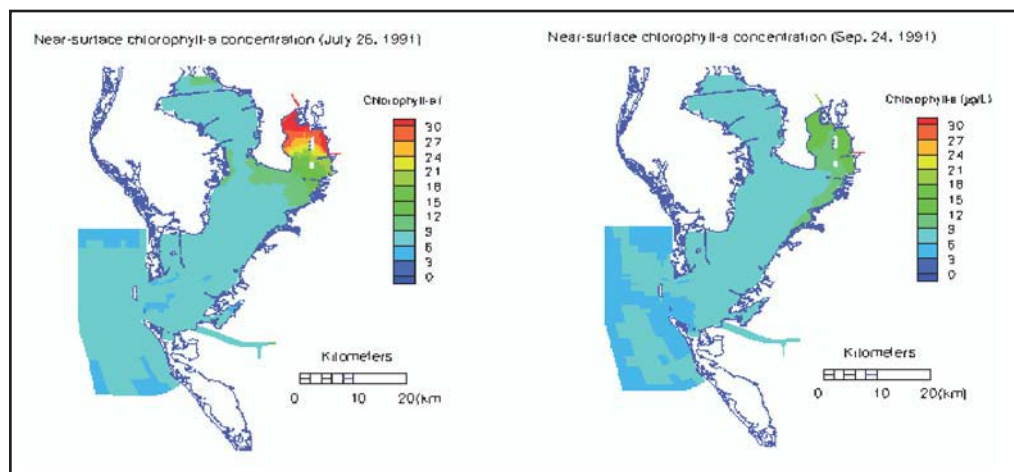 Near-surface chlorophyll-a concentration (July 26, 1991)
Chlorophyll-a (
30
27
24
21
18
15
12
9
6
3
0
Kilometers
0 10 20(km
Near-surface chlorophyll-a concentration (Sep. 24, 1991)
Chlorophyll-a (µg/L)
30
27
24
21
18
15
12
9
6
3
0
Kilometers
0 10 20(km)